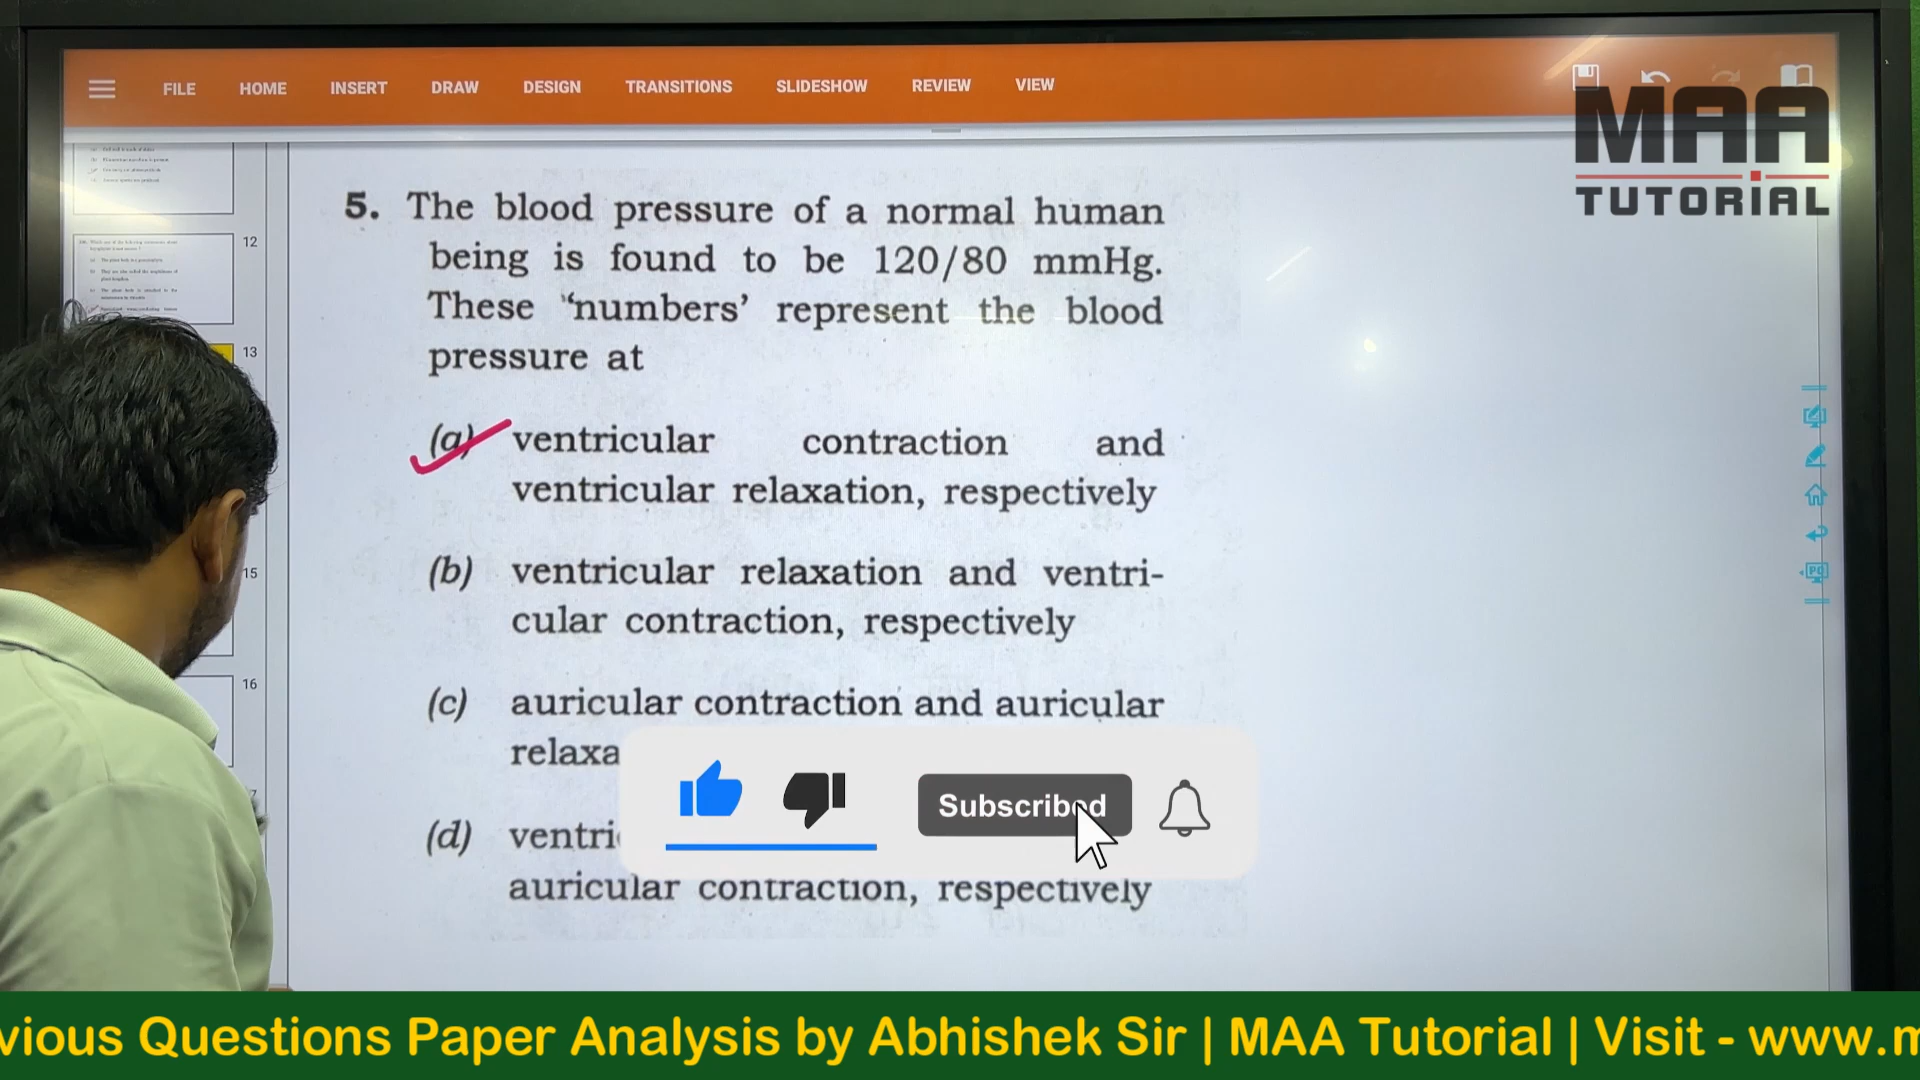 FILE HOME INSERT DRAW DESIGN TRANSITIONS SLIDESHOW REVIEW VIEW
MAA
TUTORIAL
12
13
15
16
5. The blood pressure of a normal human
being is found to be 120/80 mmHg.
These ‘numbers’ represent the blood
pressure at
(a) ventricular contraction and
ventricular relaxation, respectively
(b) ventricular relaxation and ventri-
cular contraction, respectively
(c) auricular contraction and auricular
relaxa
(d) ventri
auricular contraction, respectively
Subscribed
vious Questions Paper Analysis by Abhishek Sir | MAA Tutorial | Visit - www.m